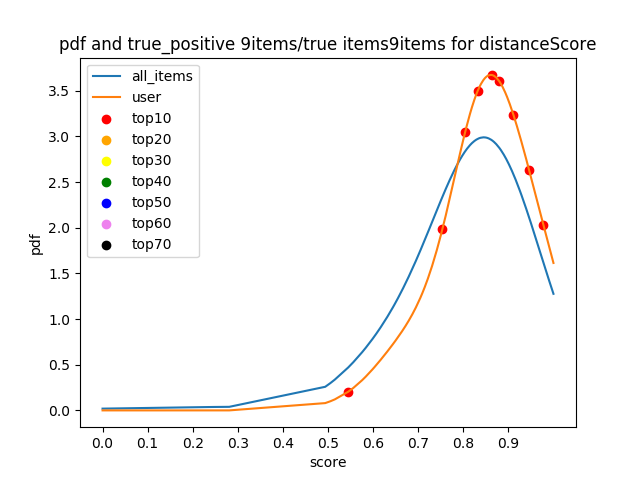 pdf and true_positive 9items/true items9items for distanceScore
all_items
user
top10
top20
top30
top40
top50
top60
top70
pdf
3.5
3.0
2.5
2.0
1.5
1.0
0.5
0.0
0.0 0.1 0.2 0.3 0.4 0.5 0.6 0.7 0.8 0.9
score